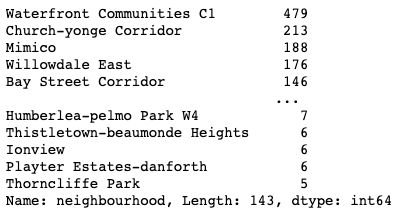 Waterfront Communities C1 479
Church-yonge Corridor 213
Mimico 188
Willowdale East 176
Bay Street Corridor 146
...
Humberlea-pelmo Park W4 7
Thistletown-beaumonde Heights 6
Ionview 6
Playter Estates-danforth 6
Thorncliffe Park 5
Name: neighbourhood, Length: 143, dtype: int64